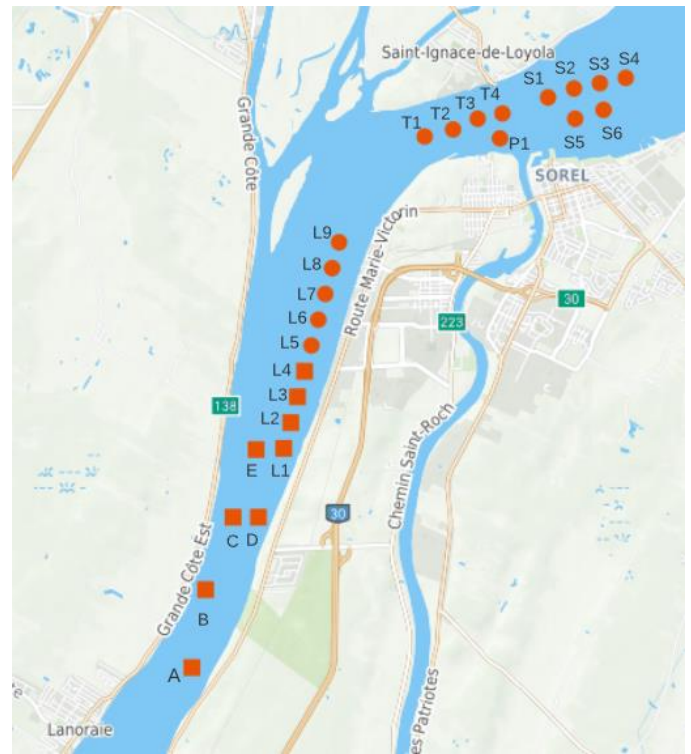 Saint-Ignace-de-Loyola
S4
S3
S2
S1
T4
T3
T2
T1
S6
S5
P1
SOREL
Grande Côte
Route Marie-Victorin
L9
L8
L7
L6
L5
L4
L3
L2
L1
E
30
223
138
Chemin Saint-Roch
30
C
D
Grande Côte Est
B
A
Lanoraie
es Patriotes